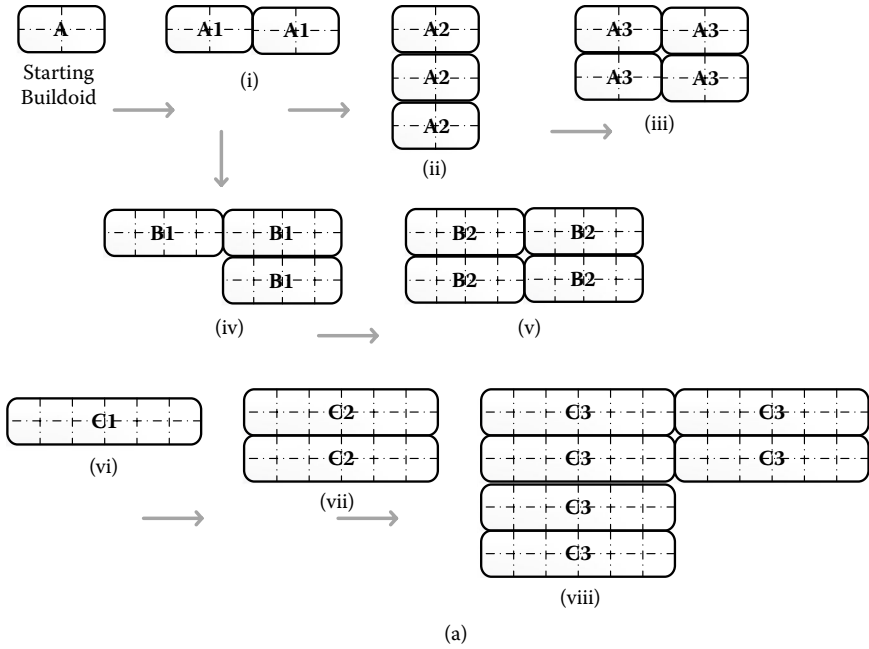 A
A1 A1
A2
A2
A2
A3 A3
A3 A3
Starting
Buildoid
(i)
(ii)
(iii)
B1 B1
B1
B2 B2
B2 B2
(iv)
(v)
C1
(vi)
C2
C2
(vii)
C3 C3
C3 C3
C3
C3
(viii)
(a)